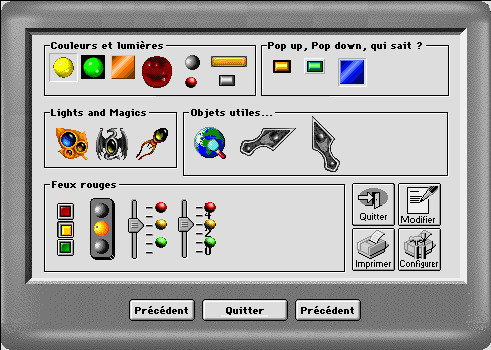 Couleurs et lumières
Pop up, Pop down, qui sait ?
Lights and Magics
Objets utiles...
Feux rouges
Quitter
Modifier
Imprimer
Configurer
Précédent
Quitter
Précédent